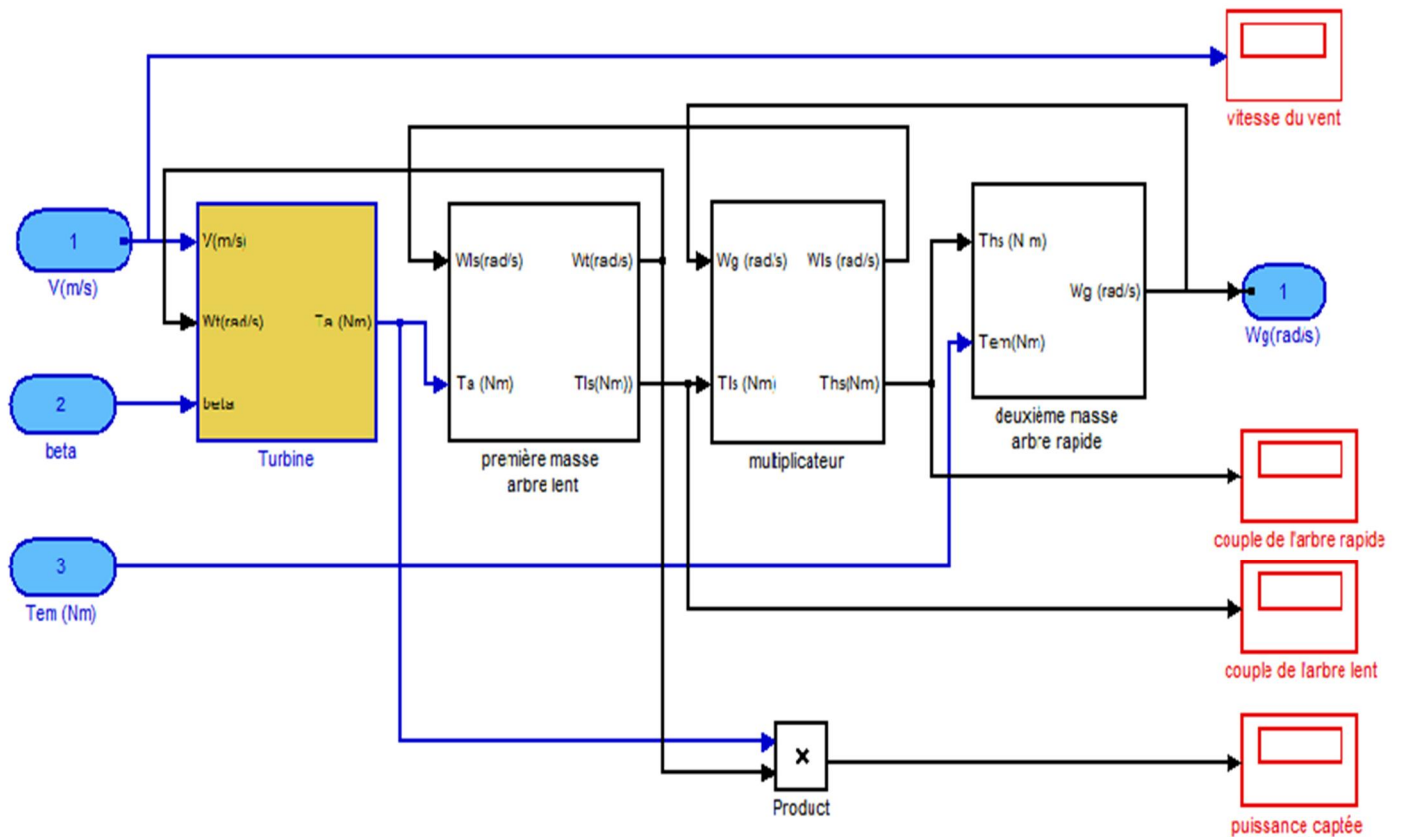 vitesse du vent
1
V(m/s)
2
beta
3
Tem (Nm)
V(m/s)
Wt(rad/s)
beta
Ta (Nm)
Turbine
Wls(rad/s)
Ta (Nm)
Wt(rad/s)
Tls(Nm))
première masse
arbre lent
Wg (rad/s)
Tls (Nm)
Wls (rad/s)
Ths(Nm)
multiplicateur
Ths (N m)
Tem(Nm)
Wg (rad/s)
deuxième masse
arbre rapide
1
Wg(rad/s)
couple de l'arbre rapide
couple de l'arbre lent
×
Product
puissance captée